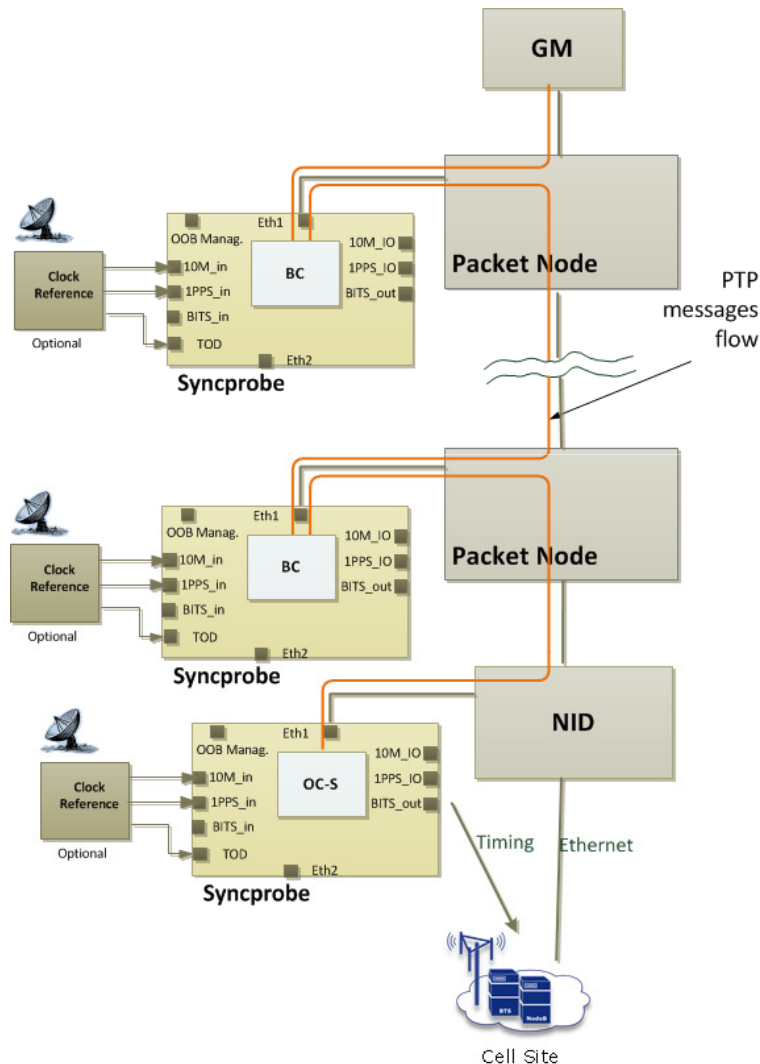 GM
Eth1
OOB Manag.
10M_IO
10M_in
BC
1PPS_IO
1PPS_in
BITS_out
BITS_in
TOD
Eth2
Clock
Reference
Optional
Syncprobe
Packet Node
PTP
messages
flow
Eth1
OOB Manag.
10M_IO
10M_in
BC
1PPS_IO
1PPS_in
BITS_out
BITS_in
TOD
Eth2
Clock
Reference
Optional
Syncprobe
Packet Node
NID
Eth1
OOB Manag.
10M_IO
10M_in
OC-S
1PPS_IO
1PPS_in
BITS_out
BITS_in
TOD
Eth2
Clock
Reference
Optional
Syncprobe
Timing
Ethernet
BTS
NodeB
Cell Site